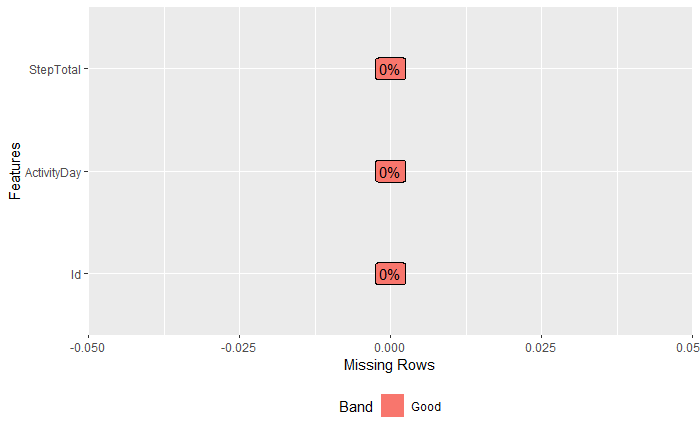 StepTotal
0%
ActivityDay
0%
Id
0%
Features
-0.050 -0.025 0.000 0.025 0.05
Missing Rows
Band Good